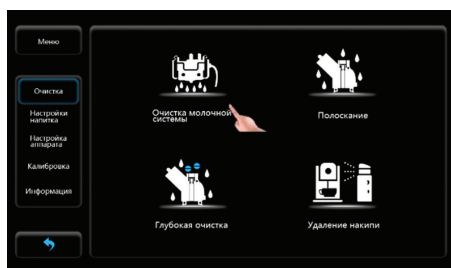 Меню
Очистка
Настройки
напитка
Настройка
аппарата
Калибровка
Информация
Очистка молочной
системы
Полоскание
Глубокая очистка
Удаление накипи